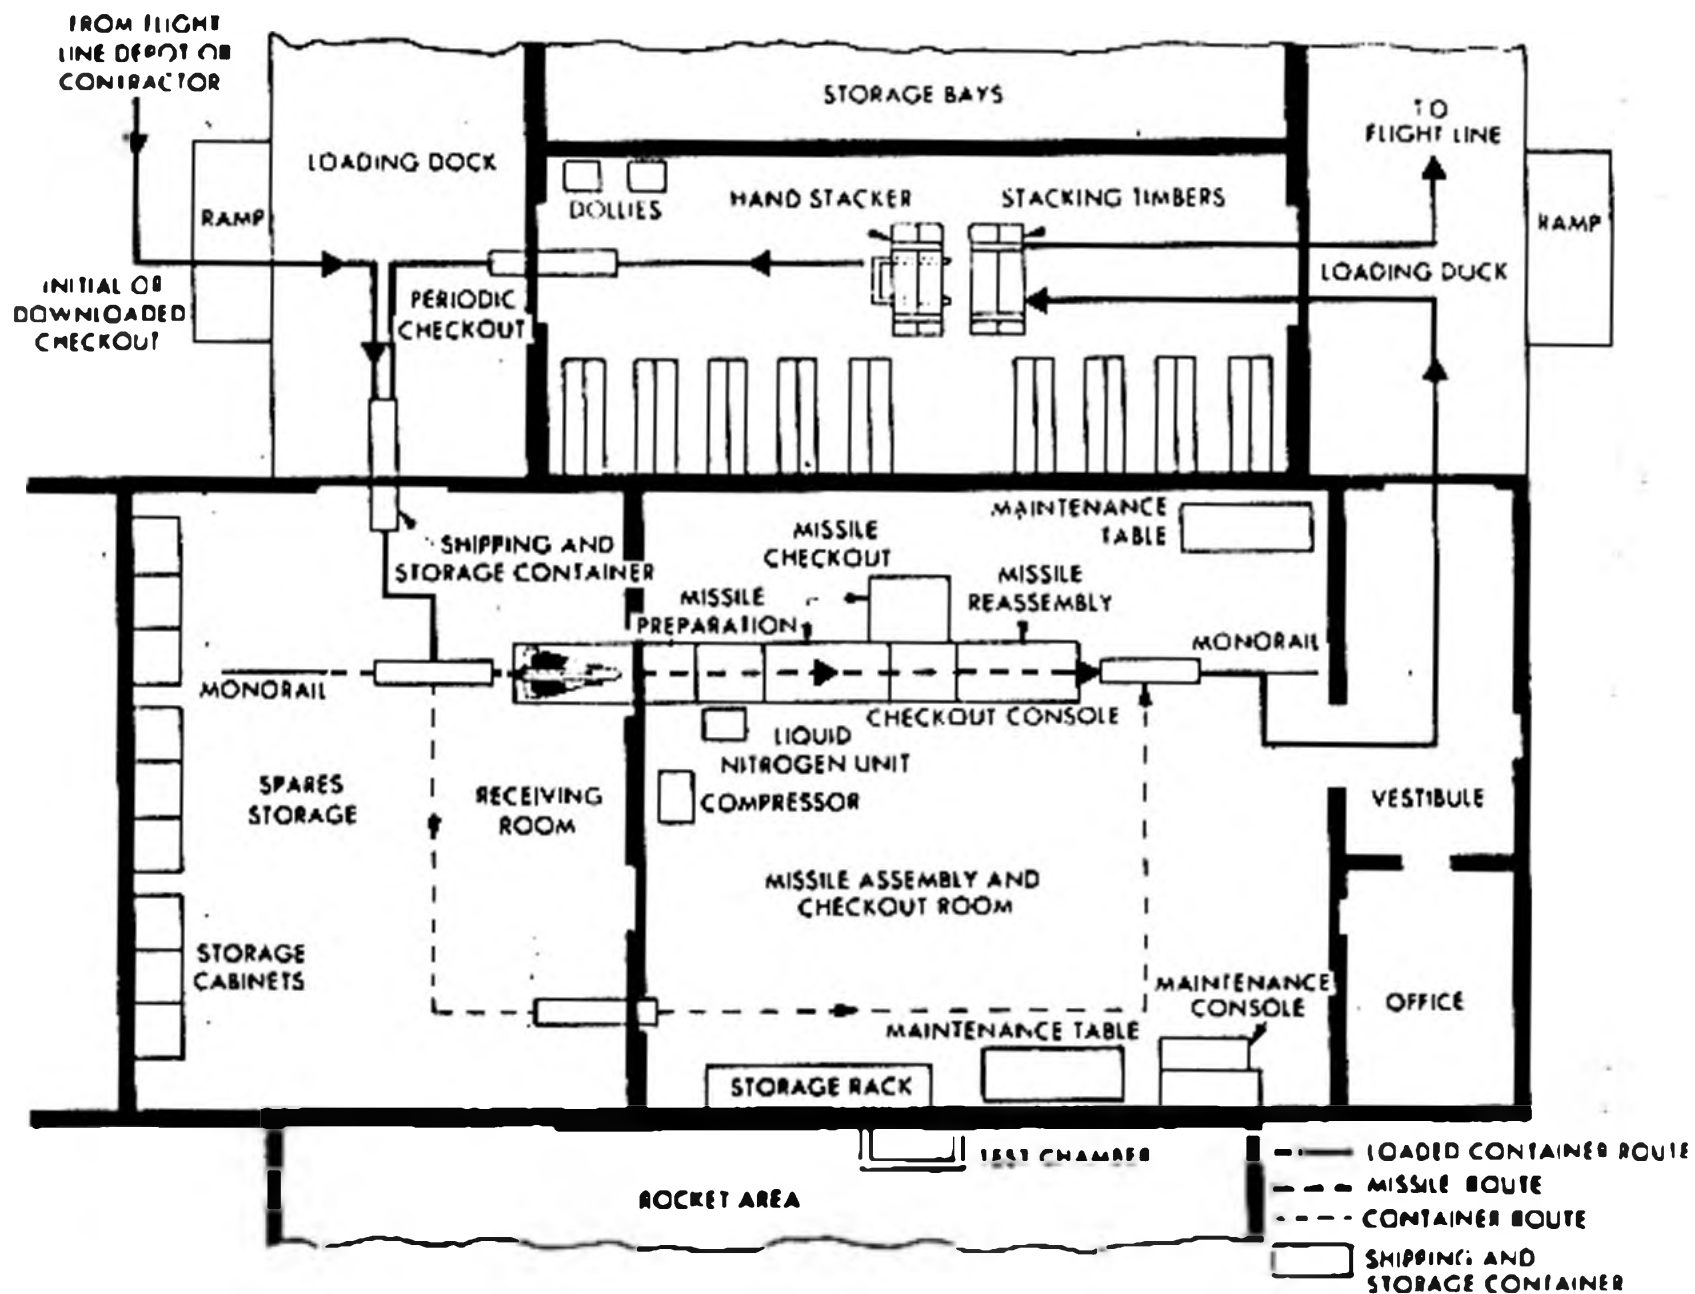 FROM FLIGHT
LINE DEPOT OR
CONTRACTOR
STORAGE BAYS
TO
FLIGHT LINE
LOADING DOCK
RAMP
DOLLIES
HAND STACKER
STACKING TIMBERS
RAMP
INITIAL OR
DOWNLOADED
CHECKOUT
PERIODIC
CHECKOUT
LOADING DOCK
SHIPPING AND
STORAGE CONTAINER
MISSILE
CHECKOUT
MAINTENANCE
TABLE
MISSILE
PREPARATION
MISSILE
REASSEMBLY
MONORAIL
MONORAIL
CHECKOUT CONSOLE
LIQUID
NITROGEN UNIT
COMPRESSOR
SPARES
STORAGE
RECEIVING
ROOM
VESTIBULE
MISSILE ASSEMBLY AND
CHECKOUT ROOM
STORAGE
CABINETS
MAINTENANCE
CONSOLE
OFFICE
MAINTENANCE TABLE
STORAGE RACK
TEST CHAMBER
ROCKET AREA
LOADED CONTAINER ROUTE
MISSILE ROUTE
CONTAINER ROUTE
SHIPPING AND
STORAGE CONTAINER